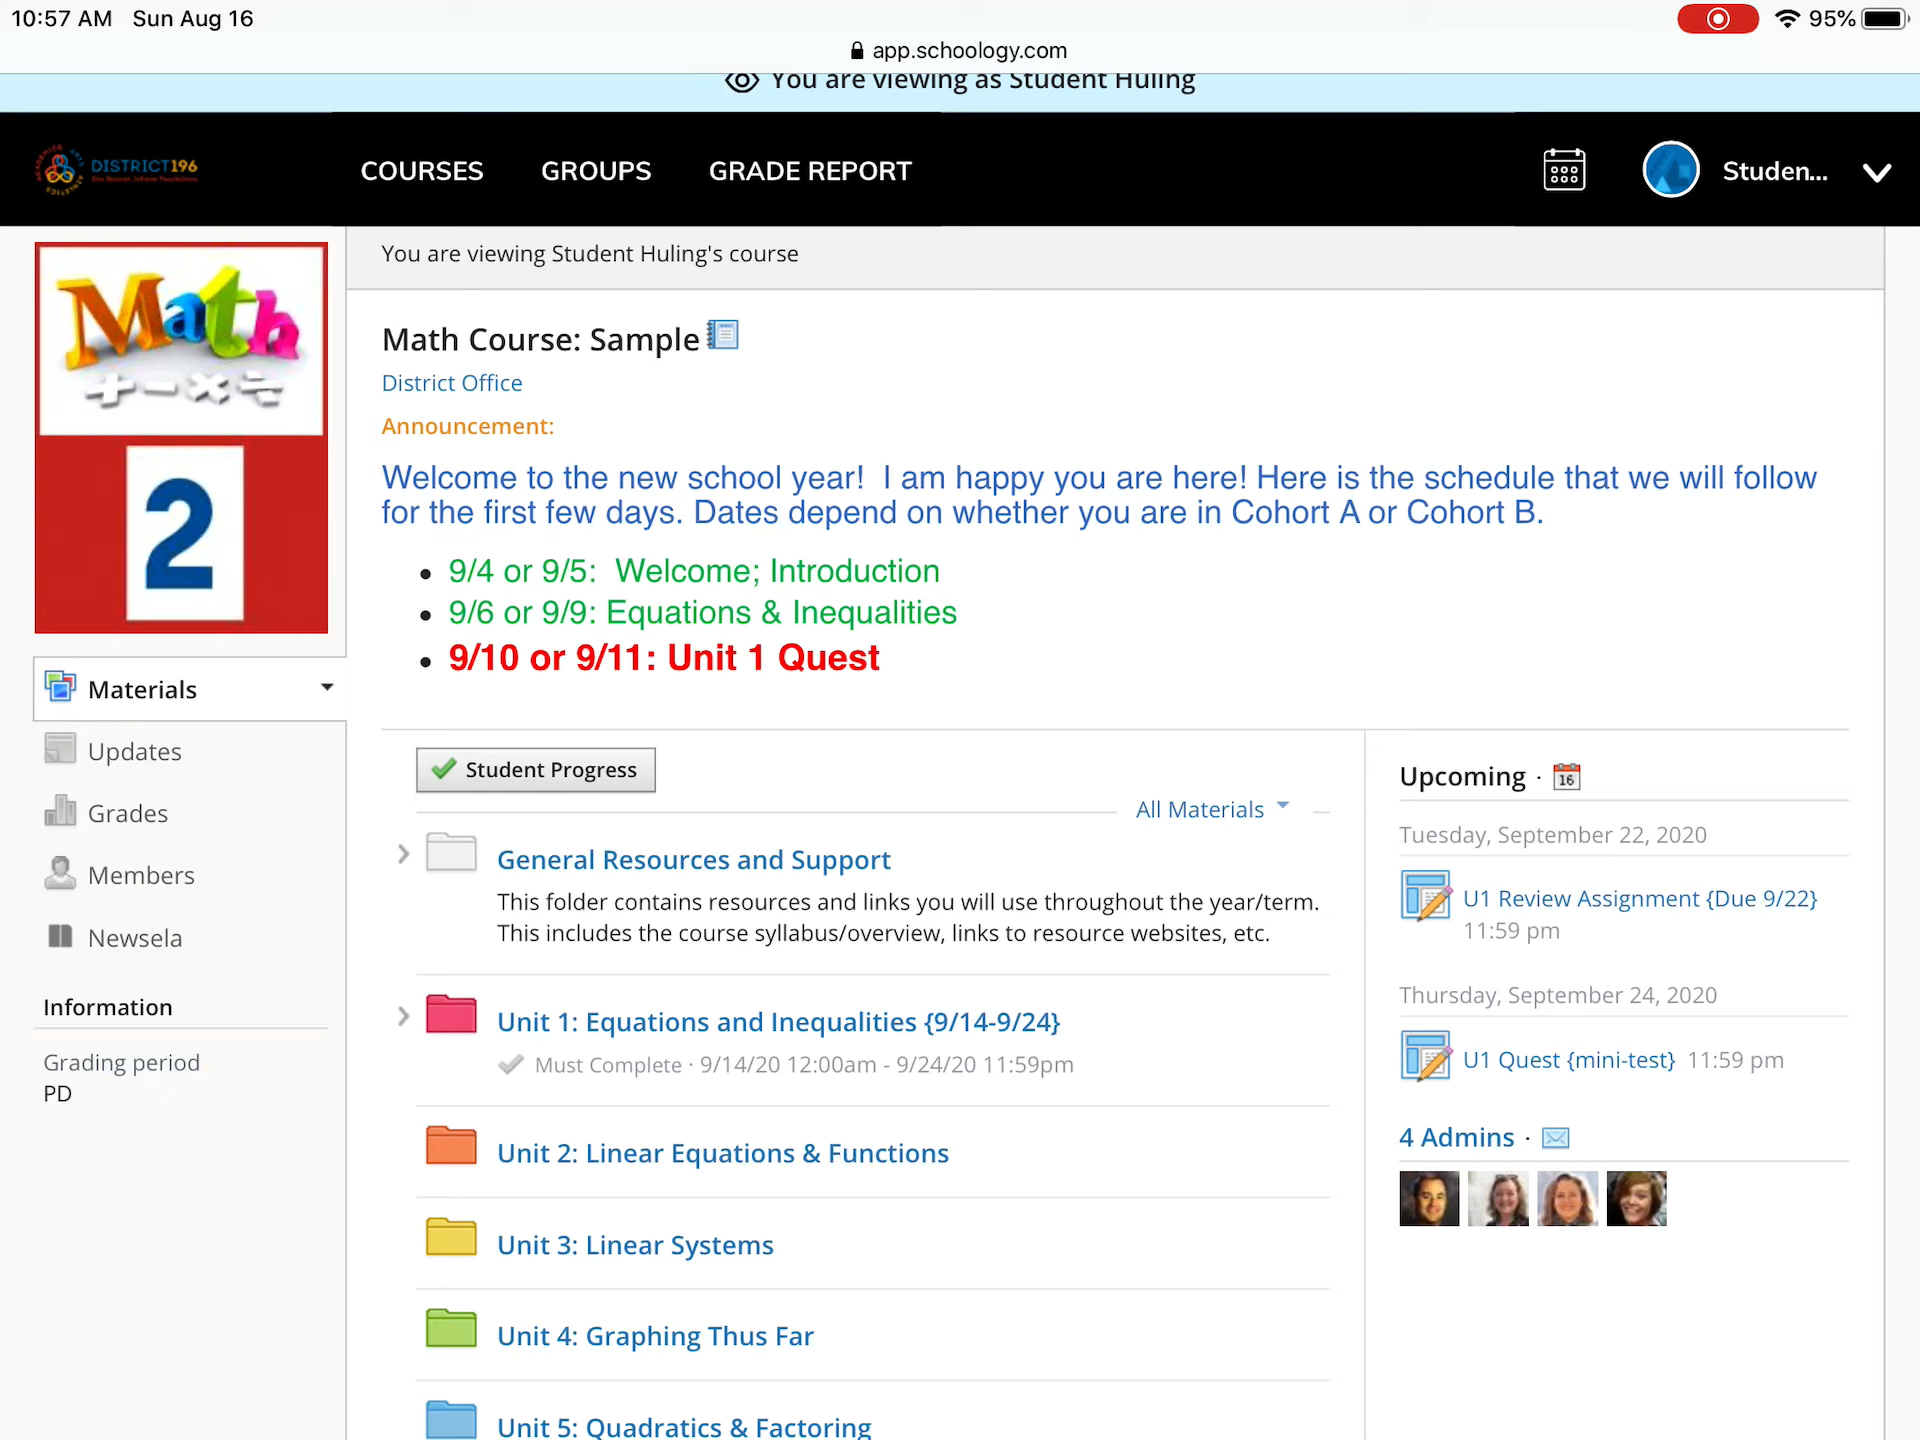 10:57 AM Sun Aug 16
95%
app.schoology.com
You are viewing as Student Huling
DISTRICT196
COURSES GROUPS GRADE REPORT
Studen...
You are viewing Student Huling's course
Math
+ − × ÷
2
Math Course: Sample
District Office
Announcement:
Welcome to the new school year!  I am happy you are here! Here is the schedule that we will follow
for the first few days. Dates depend on whether you are in Cohort A or Cohort B.
• 9/4 or 9/5:  Welcome; Introduction
• 9/6 or 9/9: Equations & Inequalities
• 9/10 or 9/11: Unit 1 Quest
Materials
Updates
Grades
Members
Newsela
Information
Grading period
PD
Student Progress
All Materials
General Resources and Support
This folder contains resources and links you will use throughout the year/term.
This includes the course syllabus/overview, links to resource websites, etc.
Unit 1: Equations and Inequalities {9/14-9/24}
Must Complete · 9/14/20 12:00am - 9/24/20 11:59pm
Unit 2: Linear Equations & Functions
Unit 3: Linear Systems
Unit 4: Graphing Thus Far
Unit 5: Quadratics & Factoring
Upcoming · 16
Tuesday, September 22, 2020
U1 Review Assignment {Due 9/22}
11:59 pm
Thursday, September 24, 2020
U1 Quest {mini-test} 11:59 pm
4 Admins ·